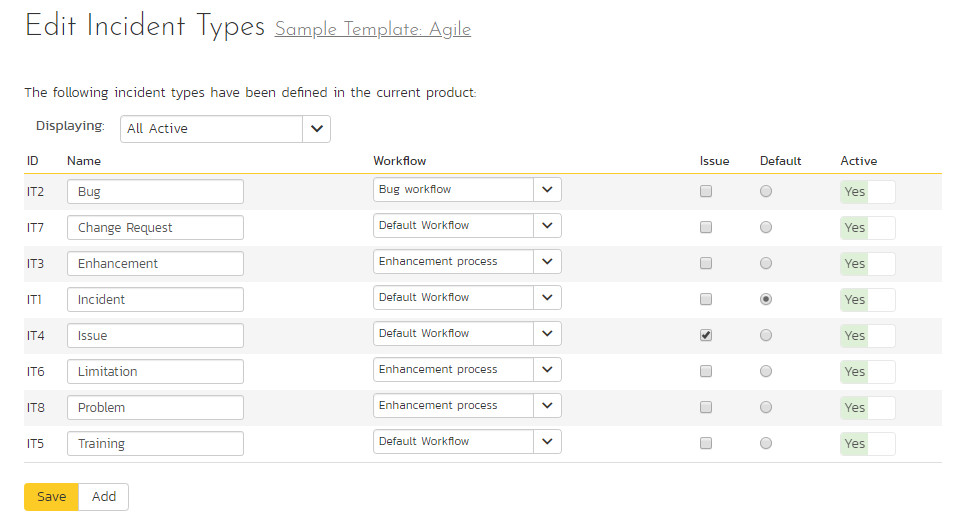 Edit Incident Types Sample Template: Agile
The following incident types have been defined in the current product:
Displaying: All Active
ID Name Workflow Issue Default Active
IT2 Bug Bug workflow Yes
IT7 Change Request Default Workflow Yes
IT3 Enhancement Enhancement process Yes
IT1 Incident Default Workflow Yes
IT4 Issue Default Workflow Yes
IT6 Limitation Enhancement process Yes
IT8 Problem Enhancement process Yes
IT5 Training Default Workflow Yes
Save Add